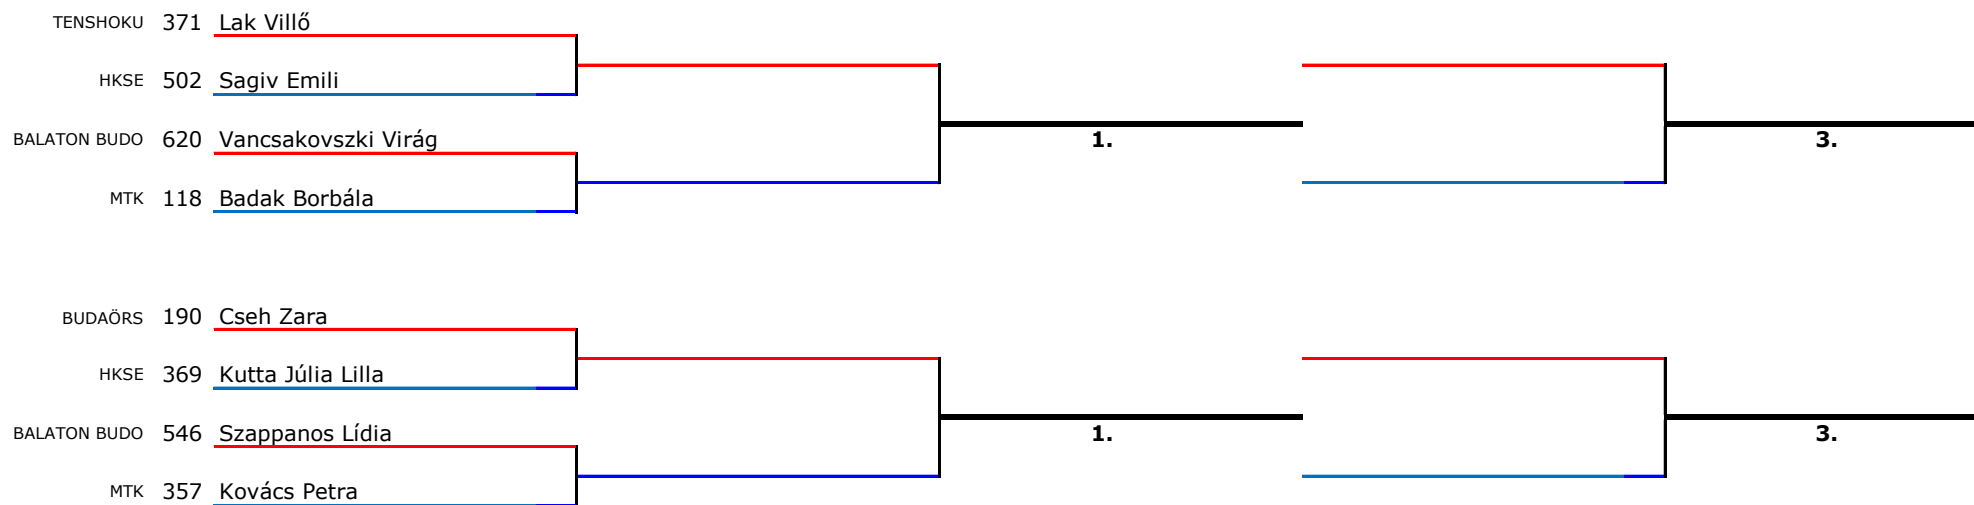 TENSHOKU 371 Lak Villő
HKSE 502 Sagiv Emili
BALATON BUDO 620 Vancsakovszki Virág
1.
3.
MTK 118 Badak Borbála
BUDAÖRS 190 Cseh Zara
HKSE 369 Kutta Júlia Lilla
BALATON BUDO 546 Szappanos Lídia
1.
3.
MTK 357 Kovács Petra